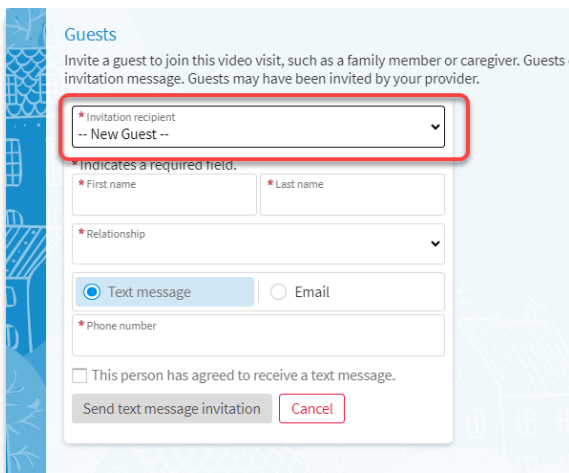 Guests
Invite a guest to join this video visit, such as a family member or caregiver. Guests
invitation message. Guests may have been invited by your provider.
* Invitation recipient
-- New Guest --
* Indicates a required field.
* First name
* Last name
* Relationship
Text message
Email
* Phone number
This person has agreed to receive a text message.
Send text message invitation
Cancel